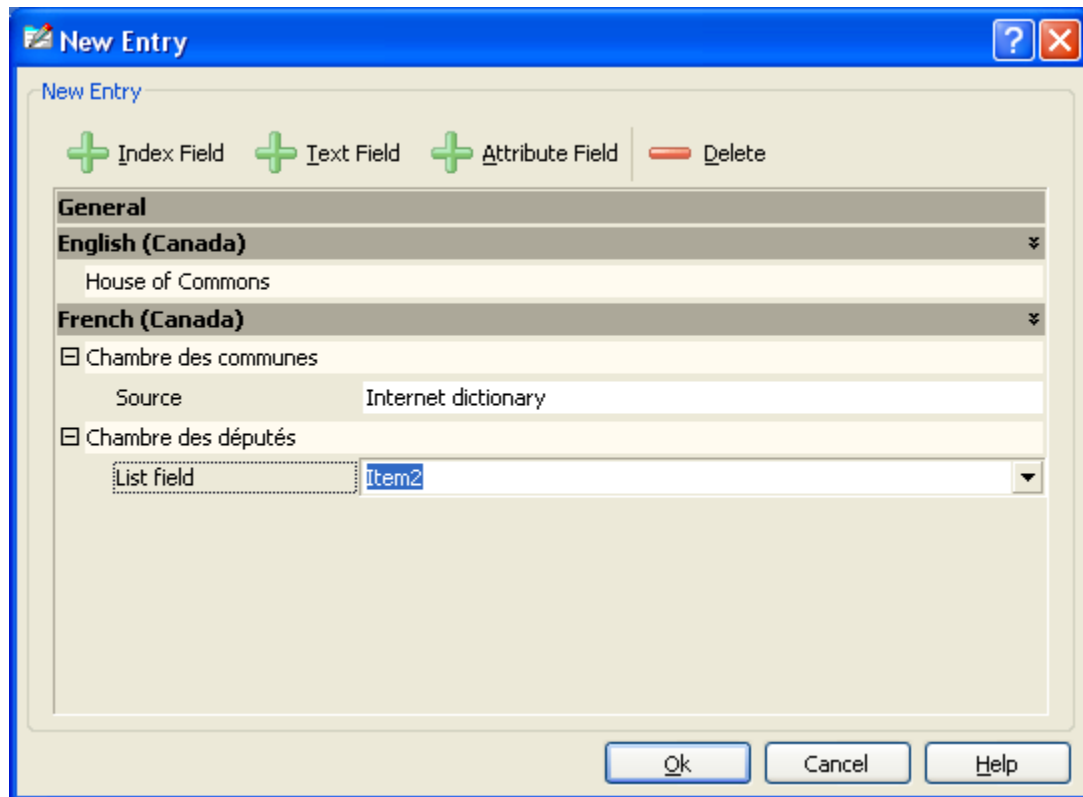 New Entry
New Entry
Index Field Text Field Attribute Field Delete
General
English (Canada)
House of Commons
French (Canada)
Chambre des communes
Source Internet dictionary
Chambre des députés
List field Item2
Ok Cancel Help